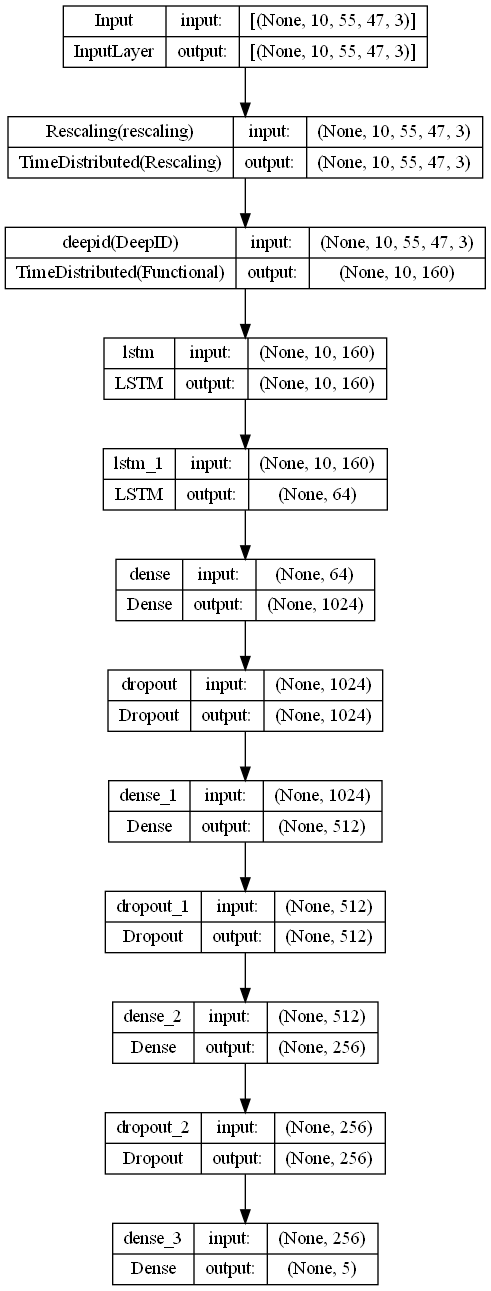 Input input: [(None, 10, 55, 47, 3)]
InputLayer output: [(None, 10, 55, 47, 3)]
Rescaling(rescaling) input: (None, 10, 55, 47, 3)
TimeDistributed(Rescaling) output: (None, 10, 55, 47, 3)
deepid(DeepID) input: (None, 10, 55, 47, 3)
TimeDistributed(Functional) output: (None, 10, 160)
lstm input: (None, 10, 160)
LSTM output: (None, 10, 160)
lstm_1 input: (None, 10, 160)
LSTM output: (None, 64)
dense input: (None, 64)
Dense output: (None, 1024)
dropout input: (None, 1024)
Dropout output: (None, 1024)
dense_1 input: (None, 1024)
Dense output: (None, 512)
dropout_1 input: (None, 512)
Dropout output: (None, 512)
dense_2 input: (None, 512)
Dense output: (None, 256)
dropout_2 input: (None, 256)
Dropout output: (None, 256)
dense_3 input: (None, 256)
Dense output: (None, 5)